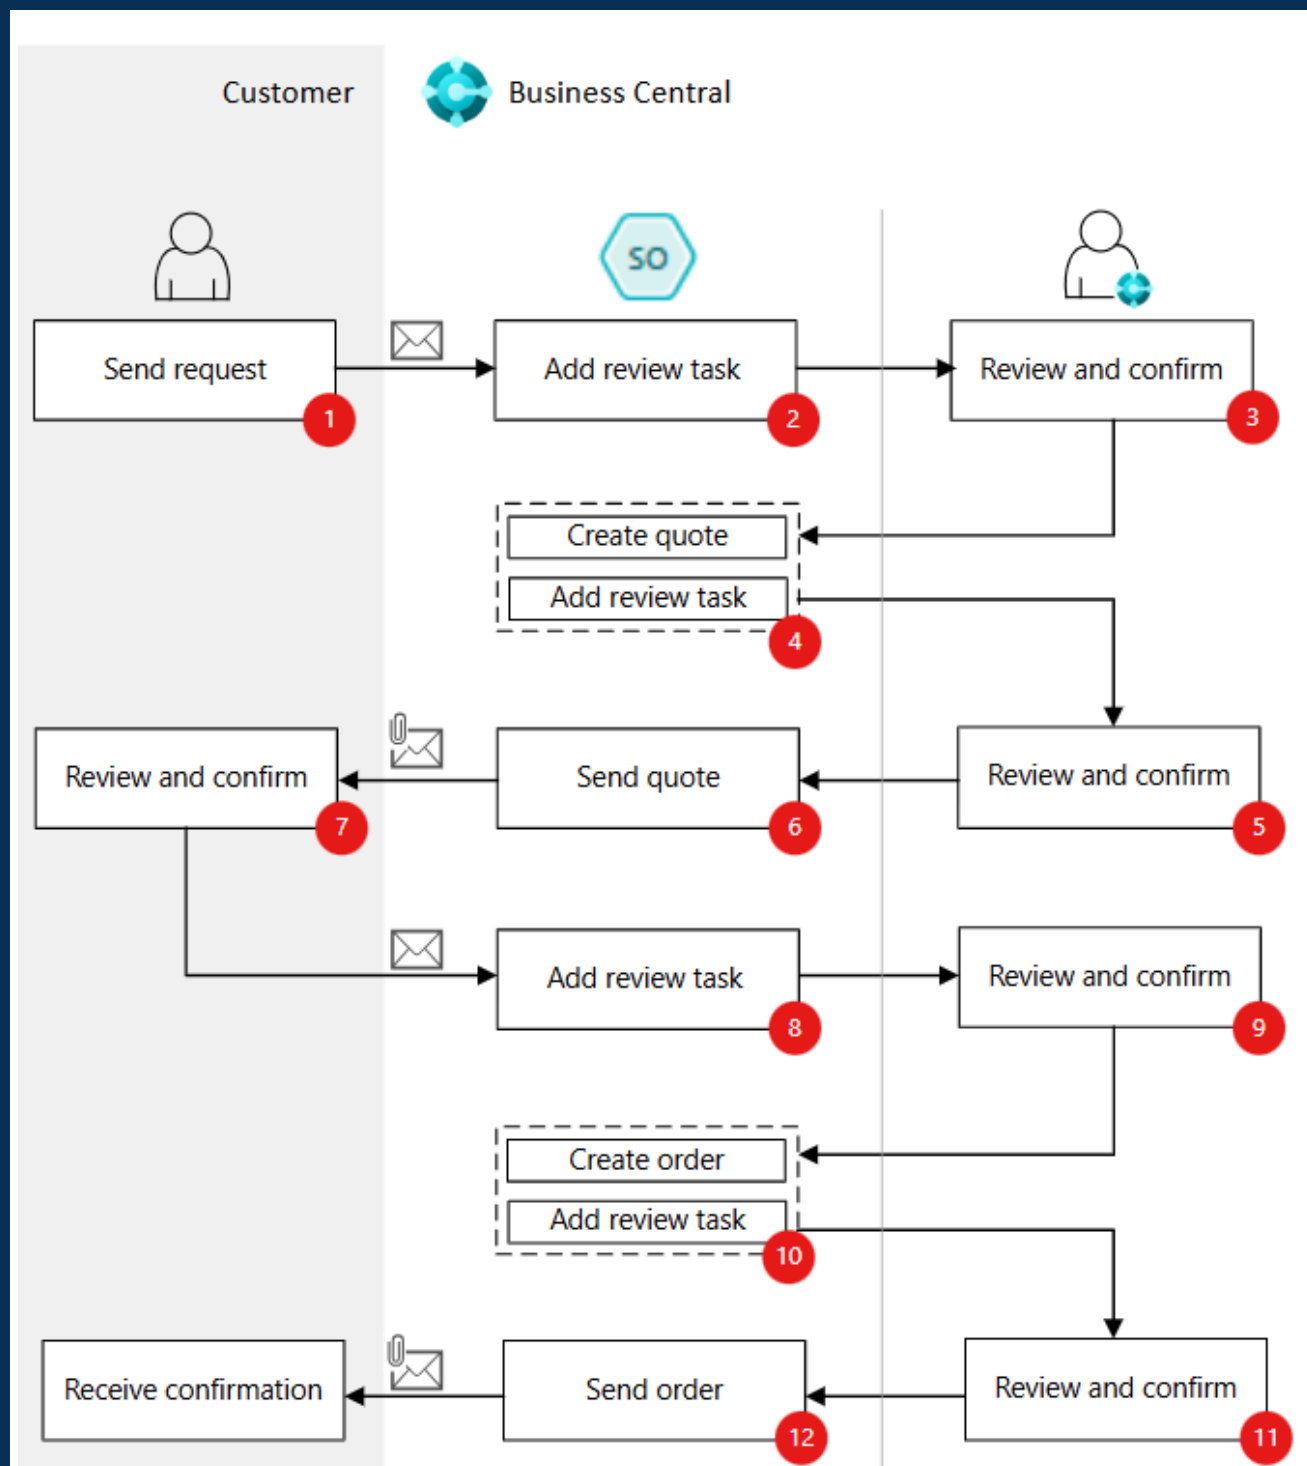 Customer
Business Central
SO
Send request
Add review task
Review and confirm
1
2
3
Create quote
Add review task
4
Review and confirm
Send quote
Review and confirm
7
6
5
Add review task
Review and confirm
8
9
Create order
Add review task
10
Receive confirmation
Send order
Review and confirm
12
11